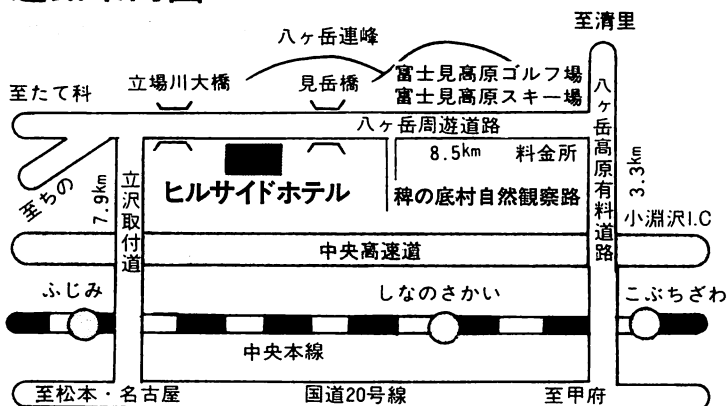 至清里
八ヶ岳連峰
立場川大橋
見岳橋
富士見高原ゴルフ場
富士見高原スキー場
至たて科
八ヶ岳周遊道路
8.5km
料金所
至ちの
7.9km
立沢取付道
ヒルサイドホテル
稗の底村自然観察路
八ヶ岳高原有料道路
3.3km
小淵沢I.C
中央高速道
ふじみ
しなのさかい
こぶちざわ
中央本線
至松本・名古屋
国道20号線
至甲府